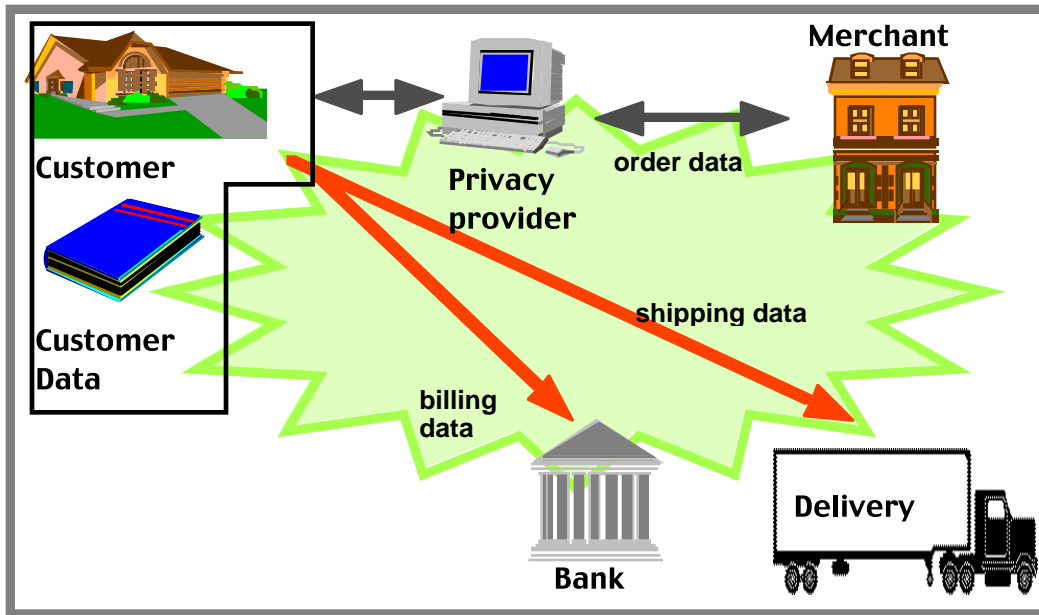 Merchant
Customer
Privacy
provider
order data
Customer
Data
shipping data
billing
data
Bank
Delivery